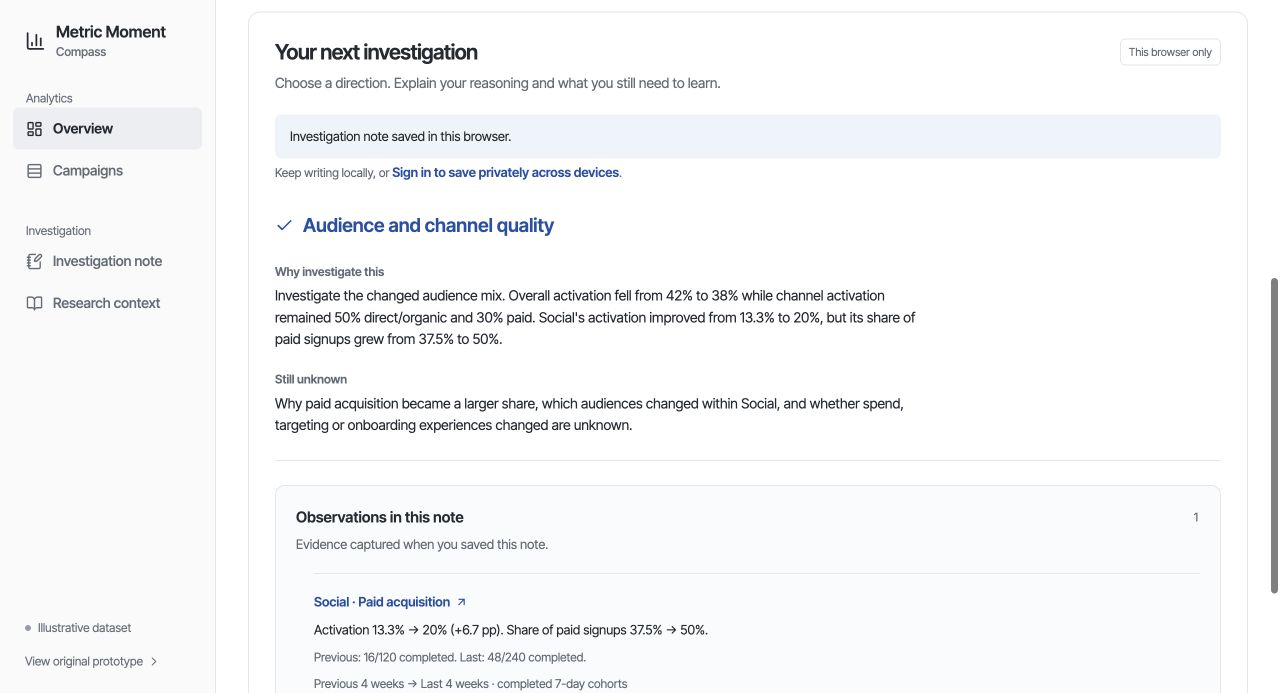 Metric Moment
Compass
Analytics
Overview
Campaigns
Investigation
Investigation note
Research context
Illustrative dataset
View original prototype
Your next investigation
This browser only
Choose a direction. Explain your reasoning and what you still need to learn.
Investigation note saved in this browser.
Keep writing locally, or Sign in to save privately across devices.
Audience and channel quality
Why investigate this
Investigate the changed audience mix. Overall activation fell from 42% to 38% while channel activation
remained 50% direct/organic and 30% paid. Social's activation improved from 13.3% to 20%, but its share of
paid signups grew from 37.5% to 50%.
Still unknown
Why paid acquisition became a larger share, which audiences changed within Social, and whether spend,
targeting or onboarding experiences changed are unknown.
Observations in this note
1
Evidence captured when you saved this note.
Social · Paid acquisition ↗
Activation 13.3% → 20% (+6.7 pp). Share of paid signups 37.5% → 50%.
Previous: 16/120 completed. Last: 48/240 completed.
Previous 4 weeks → Last 4 weeks · completed 7-day cohorts